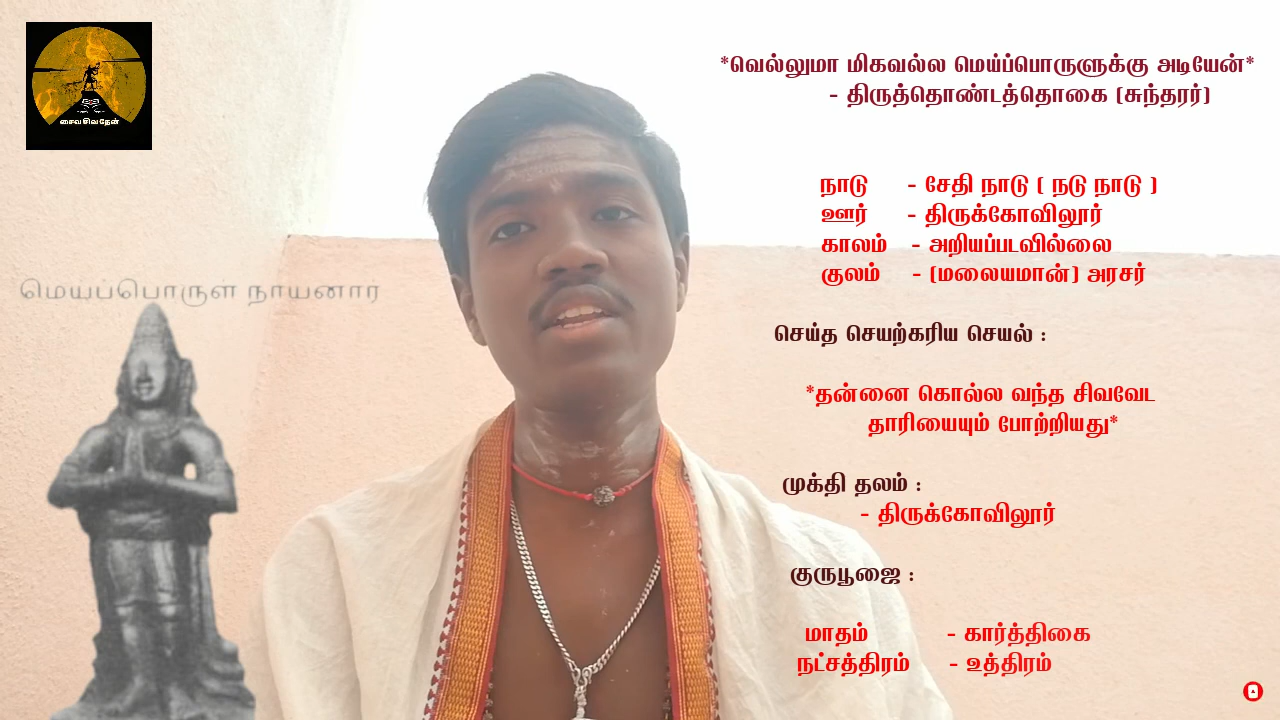 சைவ சிவ தேன்
*வெல்லுமா மிகவல்ல மெய்ப்பொருளுக்கு அடியேன்*
- திருத்தொண்டத்தொகை (சுந்தரர்)
நாடு - சேதி நாடு ( நடு நாடு )
ஊர் - திருக்கோவிலூர்
காலம் - அறியப்படவில்லை
குலம் - (மலையமான்) அரசர்
மெயப்பொருள நாயனார
செய்த செயற்கரிய செயல் :
*தன்னை கொல்ல வந்த சிவவேட
தாரியையும் போற்றியது*
முக்தி தலம் :
- திருக்கோவிலூர்
குருபூஜை :
மாதம் - கார்த்திகை
நட்சத்திரம் - உத்திரம்